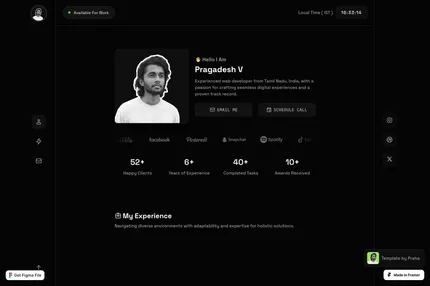 Available For Work
Local Time ( IST )
10:32:14
Hello I Am
Pragadesh V
Experienced web developer from Tamil Nadu, India, with a
passion for crafting seamless digital experiences and a
proven track record.
EMAIL ME
SCHEDULE CALL
facebook
Pinterest
Snapchat
Spotify
52+
6+
40+
10+
Happy Clients
Years of Experience
Completed Tasks
Awards Received
My Experience
Navigating diverse environments with adaptability and expertise for holistic solutions.
Template by Praha
Get Figma File
Made in Framer